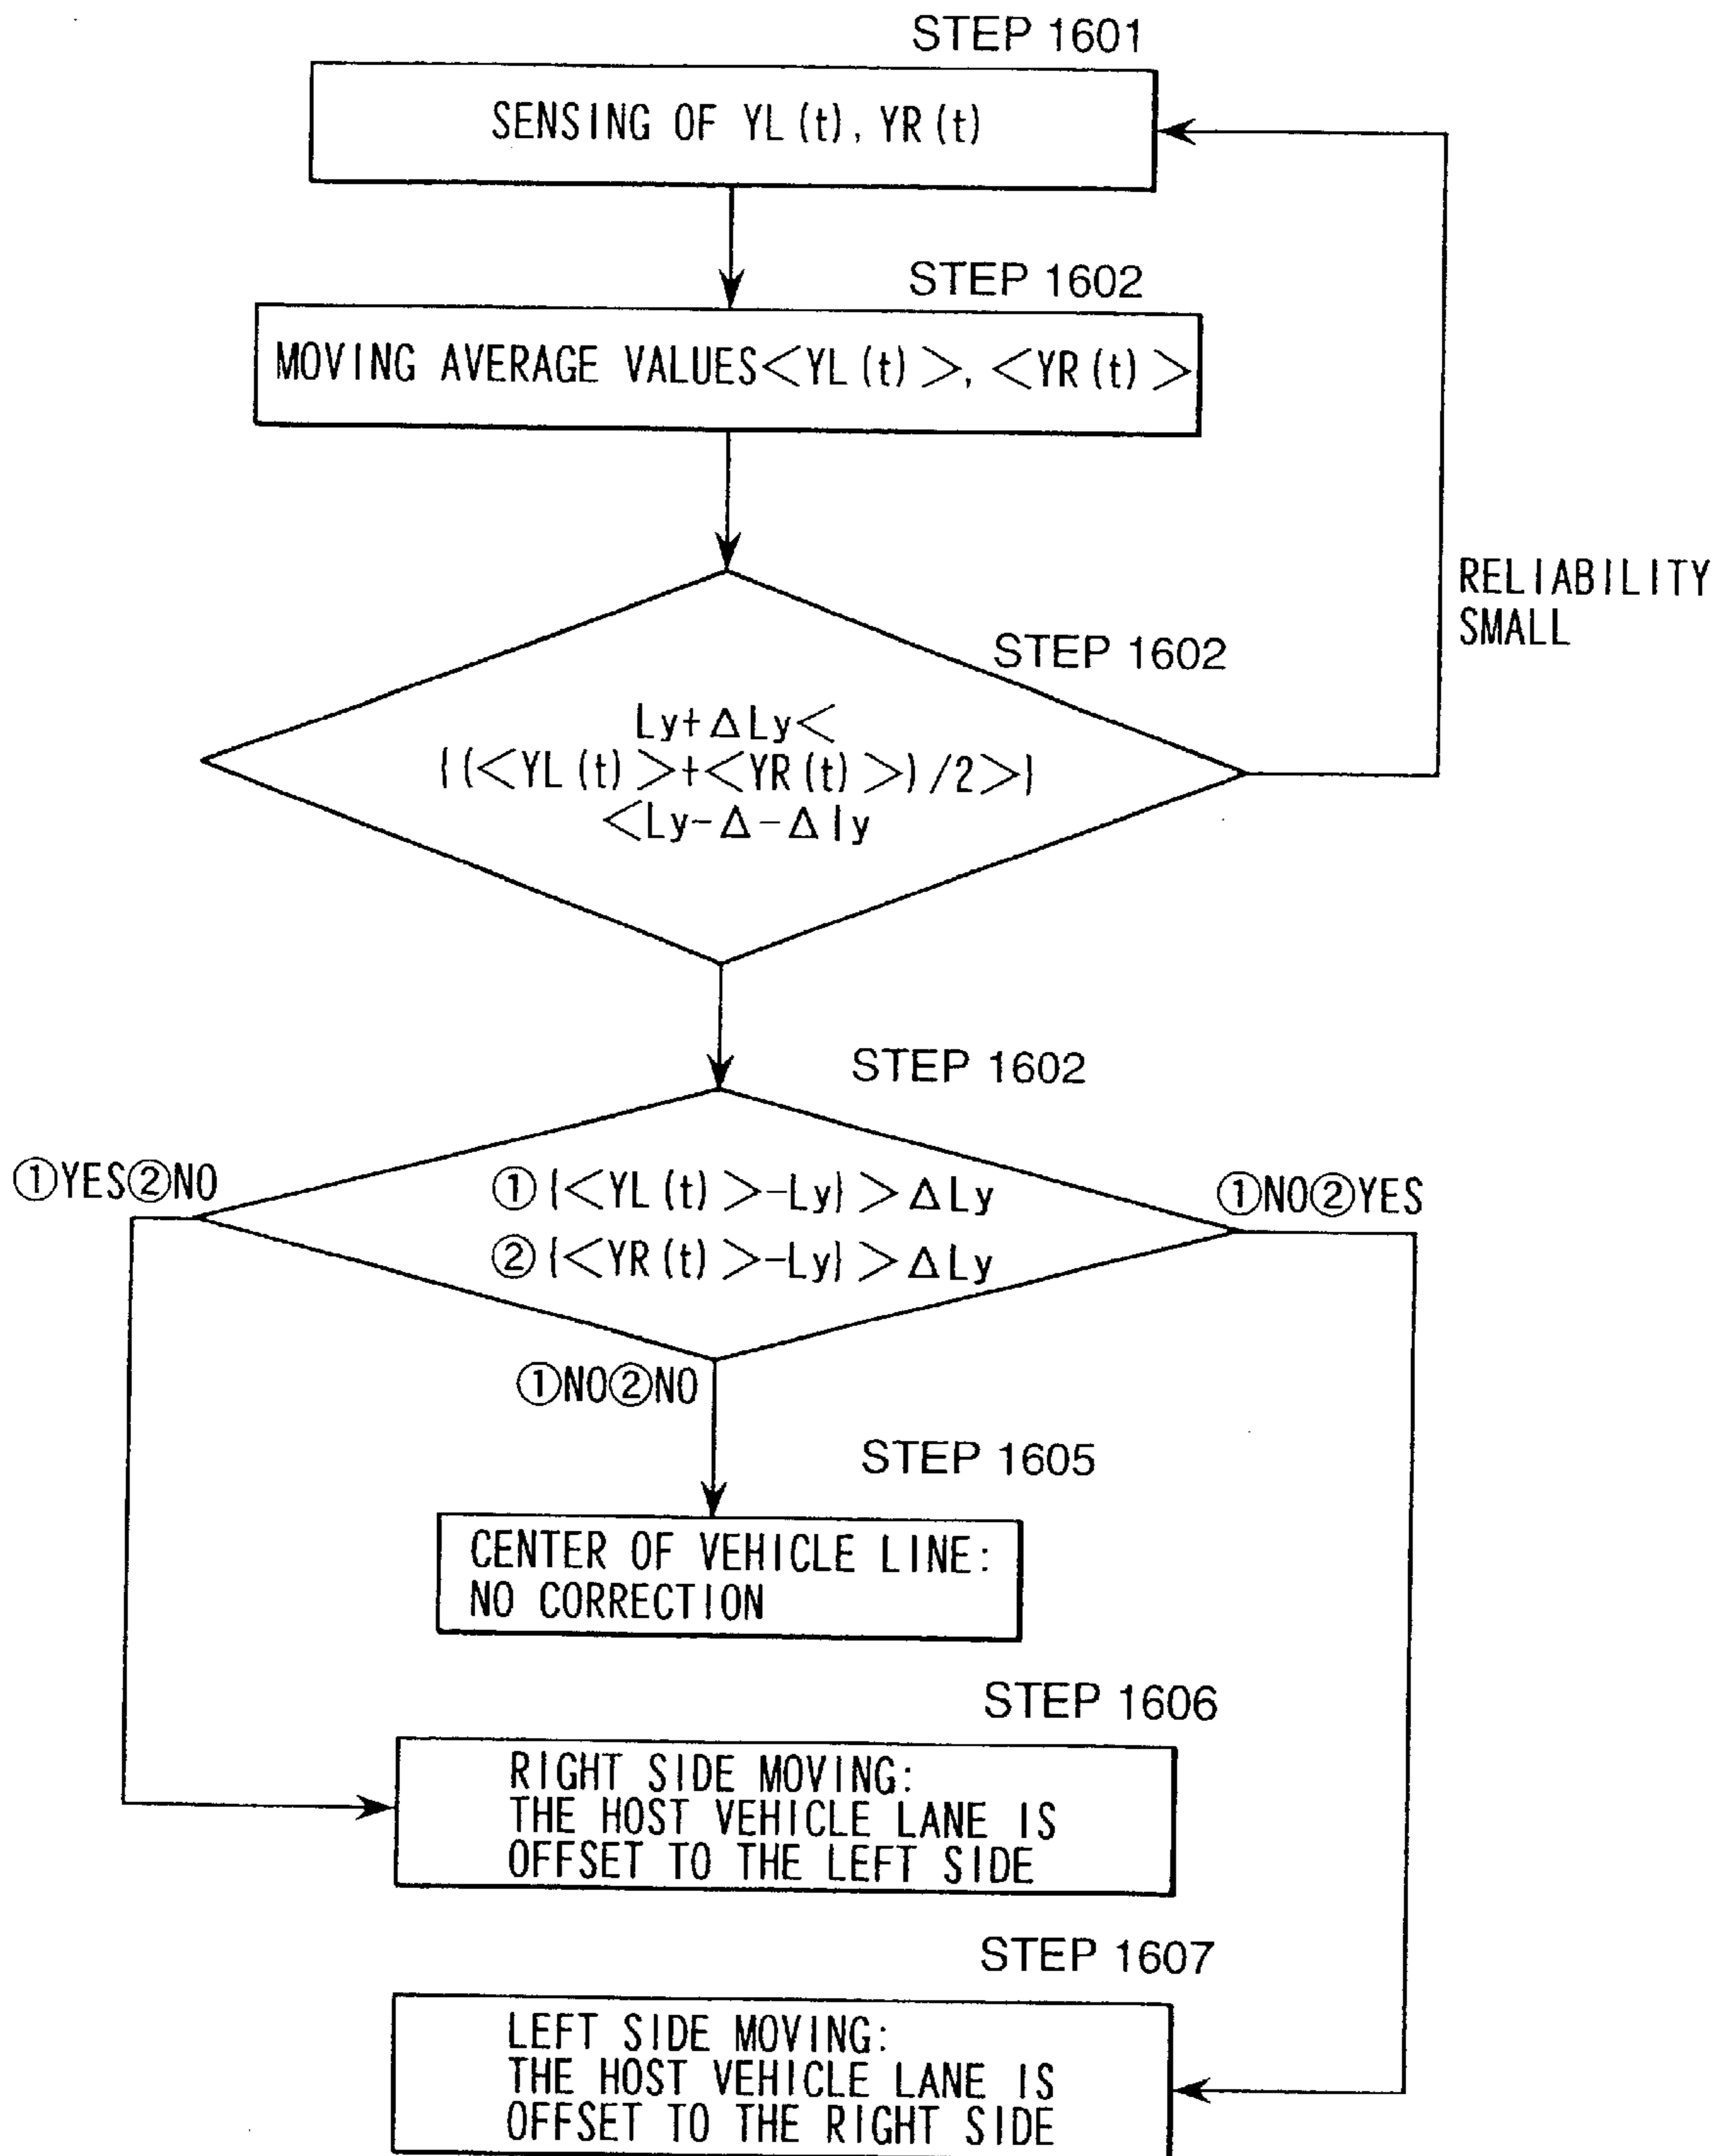 STEP 1601
SENSING OF YL(t), YR(t)
STEP 1602
MOVING AVERAGE VALUES<YL(t)>, <YR(t)>
RELIABILITY
SMALL
STEP 1602
Ly+ΔLy<
{(<YL(t)>+<YR(t)>)/2>}
<Ly-Δ-Δly
STEP 1602
①YES②NO
①{<YL(t)>-Ly}>ΔLy
①NO②YES
②{<YR(t)>-Ly}>ΔLy
①NO②NO
STEP 1605
CENTER OF VEHICLE LINE:
NO CORRECTION
STEP 1606
RIGHT SIDE MOVING:
THE HOST VEHICLE LANE IS
OFFSET TO THE LEFT SIDE
STEP 1607
LEFT SIDE MOVING:
THE HOST VEHICLE LANE IS
OFFSET TO THE RIGHT SIDE